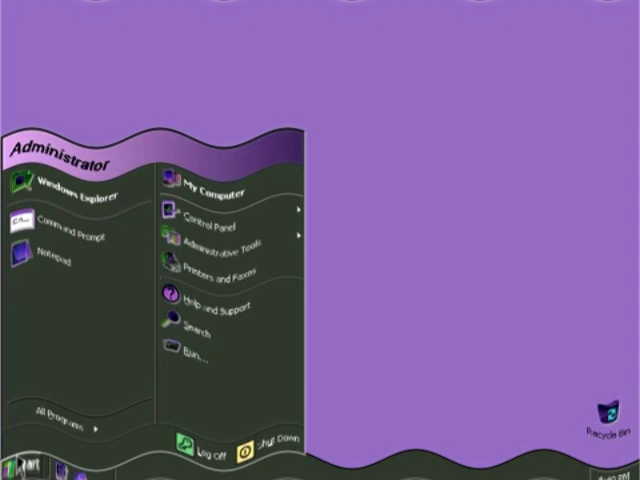 Administrator
Windows Explorer
Command Prompt
Notepad
My Computer
Control Panel
Administrative Tools
Printers and Faxes
Help and Support
Search
Run...
All Programs
Log Off
Shut Down
Recycle Bin